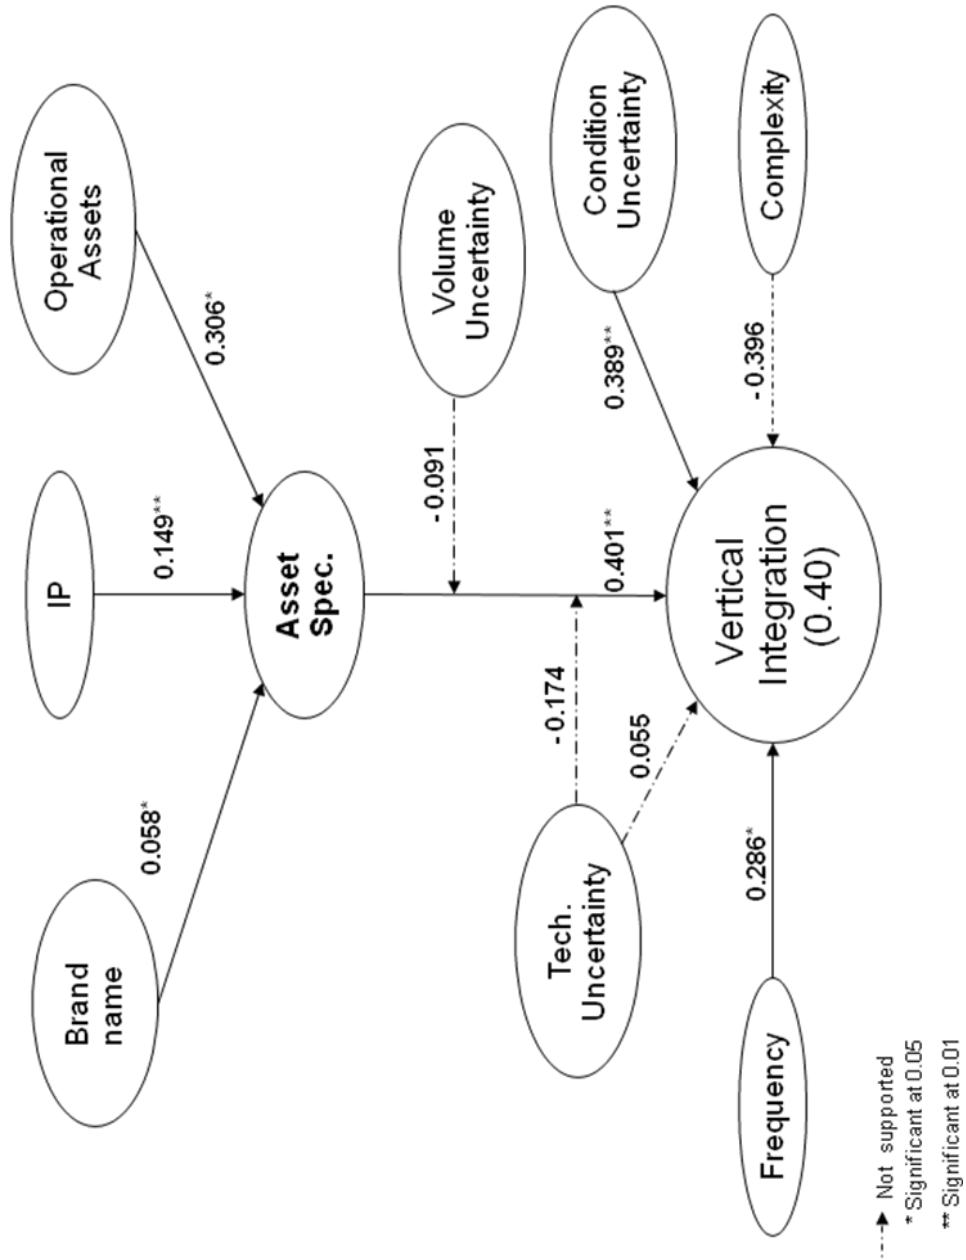 Brand
name
IP
Operational
Assets
0.058*
0.149**
0.306*
Asset
Spec.
Volume
Uncertainty
- 0.091
Tech.
Uncertainty
- 0.174
0.055
0.401**
0.389**
Condition
Uncertainty
Frequency
0.286*
Vertical
Integration
(0.40)
- 0.396
Complexity
Not supported
* Significant at 0.05
** Significant at 0.01